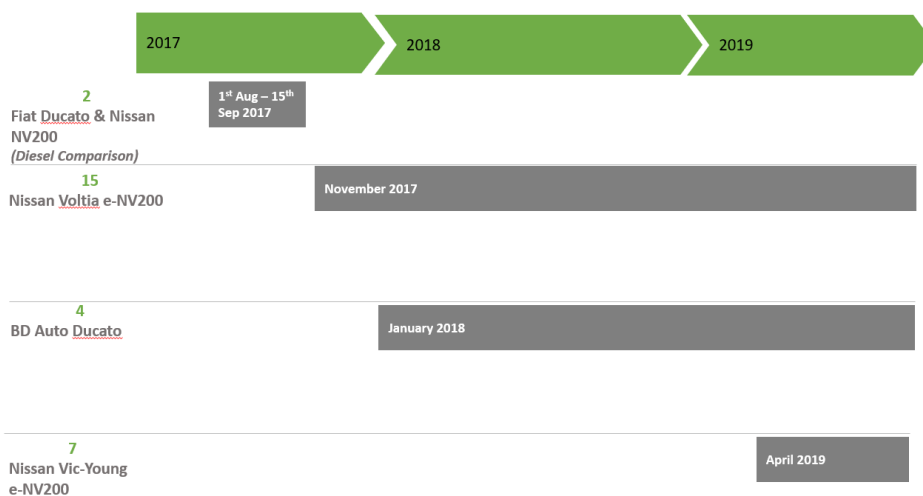 2017
2018
2019
2
Fiat Ducato & Nissan
NV200
(Diesel Comparison)
1st Aug – 15th
Sep 2017
15
Nissan Voltia e-NV200
November 2017
4
BD Auto Ducato
January 2018
7
Nissan Vic-Young
e-NV200
April 2019